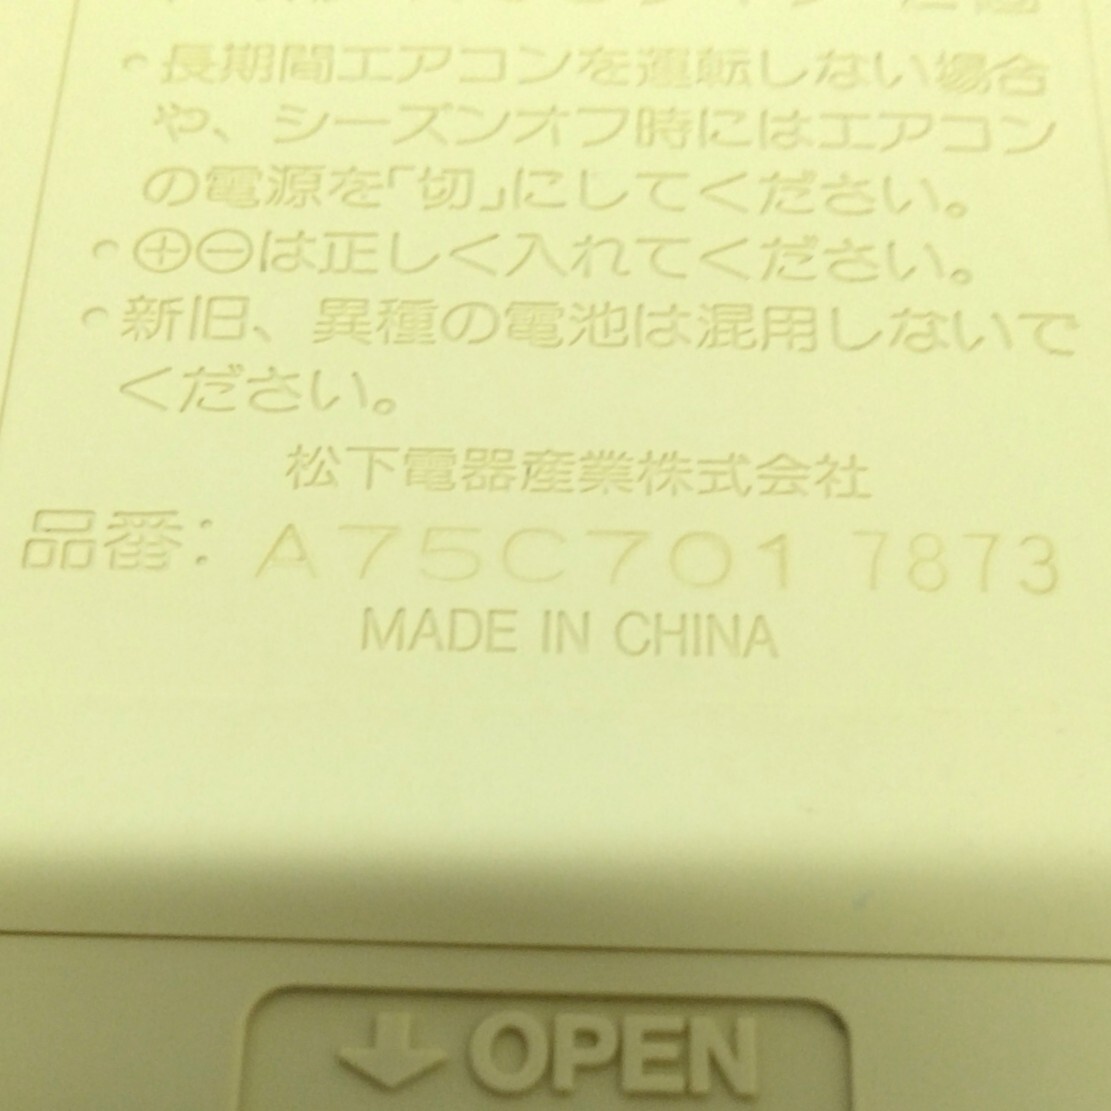 ・長期間エアコンを運転しない場合
や、シーズンオフ時にはエアコン
の電源を「切」にしてください。
・⊕⊖は正しく入れてください。
・新旧、異種の電池は混用しないで
ください。
松下電器産業株式会社
品番：A75C701 7873
MADE IN CHINA
↓OPEN